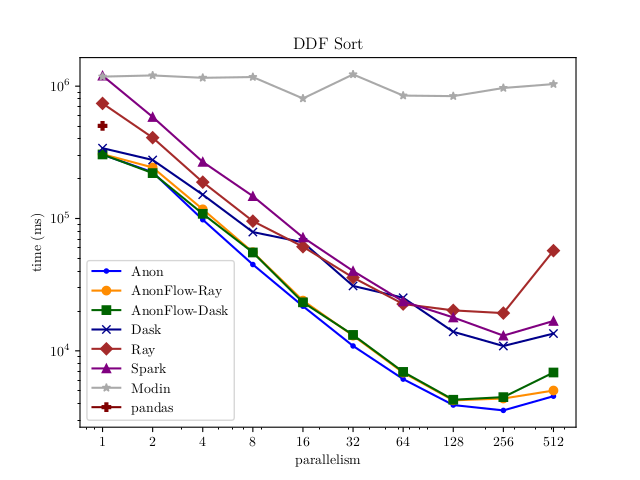 DDF Sort
time (ms)
10^6
10^5
10^4
Anon
AnonFlow-Ray
AnonFlow-Dask
Dask
Ray
Spark
Modin
pandas
1 2 4 8 16 32 64 128 256 512
parallelism